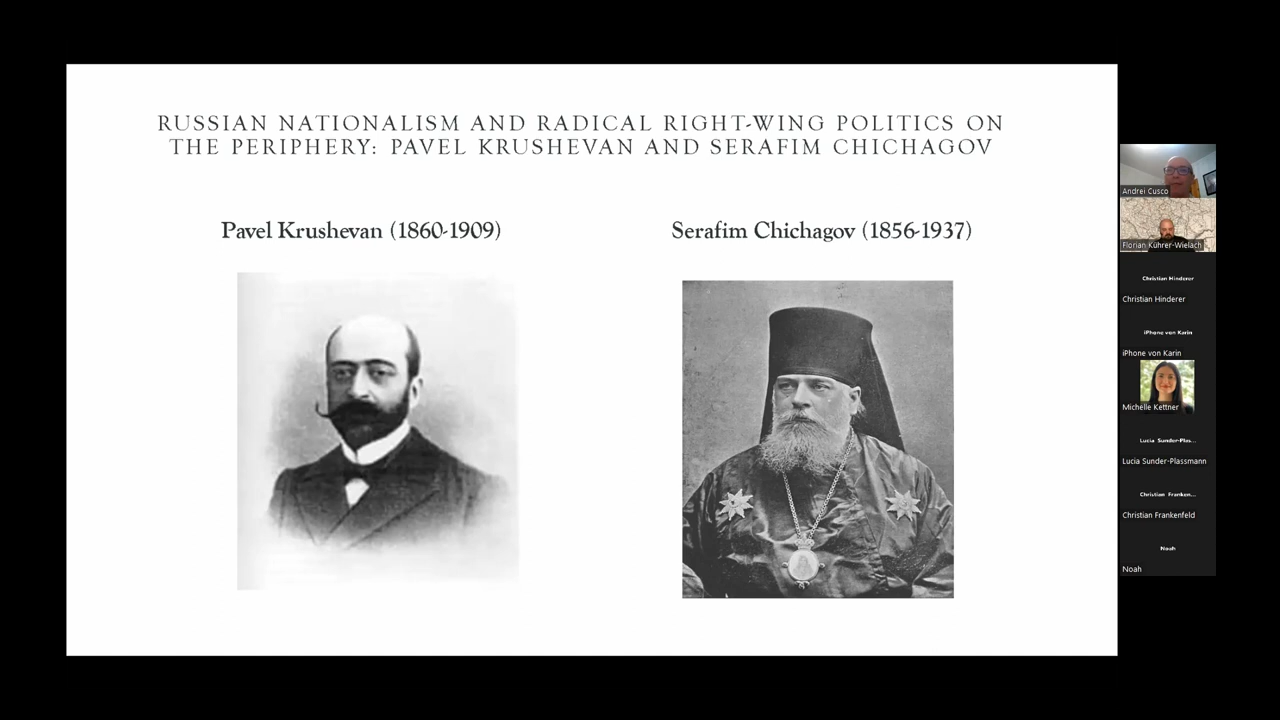 RUSSIAN NATIONALISM AND RADICAL RIGHT-WING POLITICS ON
THE PERIPHERY: PAVEL KRUSHEVAN AND SERAFIM CHICHAGOV
Pavel Krushevan (1860-1909)
Serafim Chichagov (1856-1937)
Andrei Cusco
Florian Kührer-Wielach
Christian Hinderer
Christian Hinderer
iPhone von Karin
iPhone von Karin
Michelle Kettner
Lucia Sunder-Plas...
Lucia Sunder-Plassmann
Christian Franken...
Christian Frankenfeld
Noah
Noah